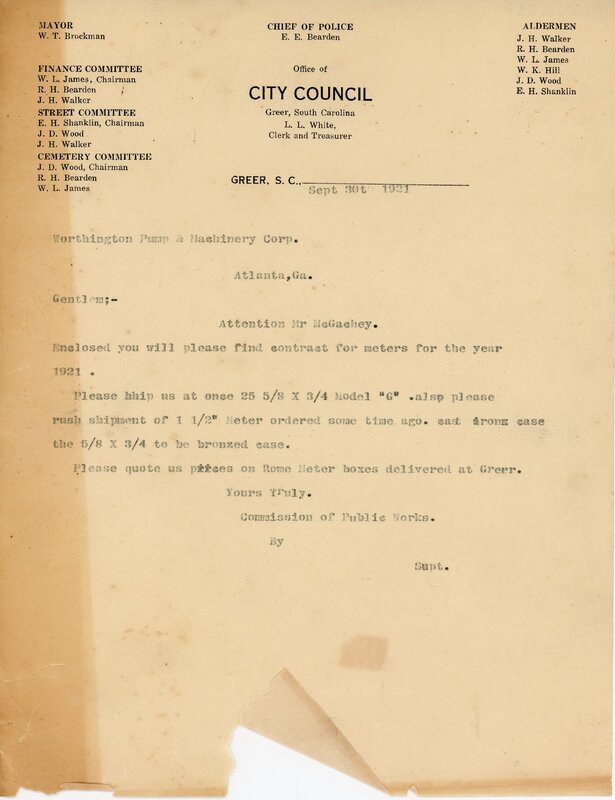 MAYOR
W. T. Brockman
FINANCE COMMITTEE
W. L. James, Chairman
R. H. Bearden
J. H. Walker
STREET COMMITTEE
E. H. Shanklin, Chairman
J. D. Wood
J. H. Walker
CEMETERY COMMITTEE
J. D. Wood, Chairman
R. H. Bearden
W. L. James
CHIEF OF POLICE
E. E. Bearden
Office of
CITY COUNCIL
Greer, South Carolina
L. L. White,
Clerk and Treasurer
ALDERMEN
J. H. Walker
R. H. Bearden
W. L. James
W. K. Hill
J. D. Wood
E. H. Shanklin
GREER, S. C., Sept 30t 1921
Worthington Pump & Machinery Corp.
Atlanta,Ga.
Gentlem;-
Attention Mr McGachey.
Enclosed you will please find contract for meters for the year
1921 .
Please hhip us at once 25 5/8 X 3/4 Model "G" .also please
rush shipment of 1 1/2" Meter ordered some time ago. cast case
the 5/8 X 3/4 to be bronzed case.
Please quote us prices on Rome Meter boxes delivered at Greer.
Yours Truly.
Commission of Public Works.
By
Supt.